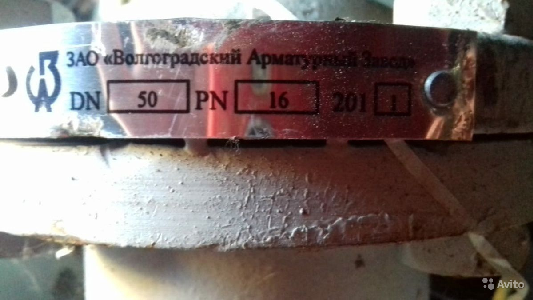 ЗАО «Волгоградский Арматурный Завод»
DN 50 PN 16 201 1
Avito